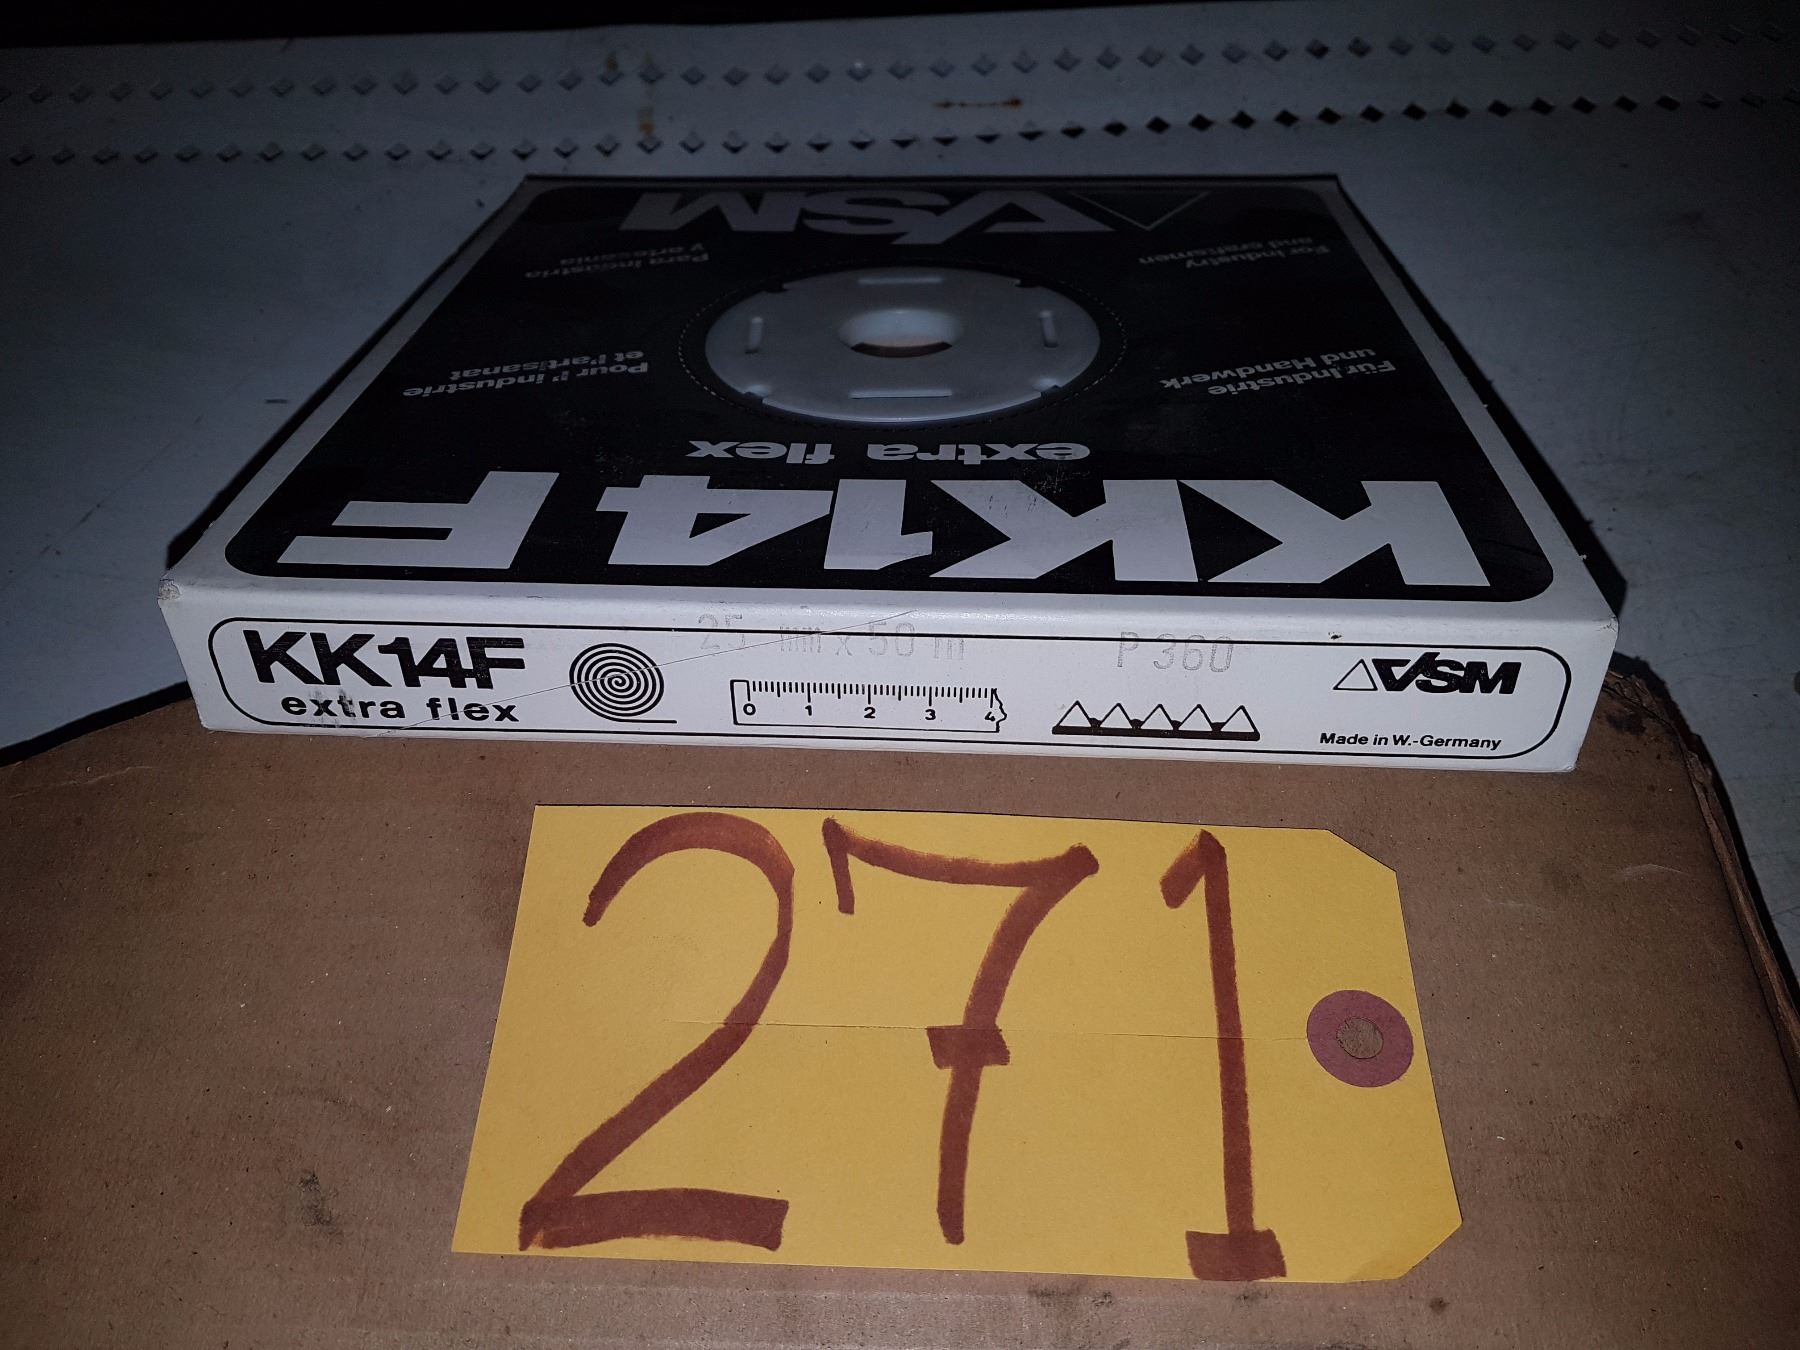 VSM
For industry
and craftsmen
Para industria
y artesania
Für Industrie
und Handwerk
Pour l'industrie
et l'artisanat
extra flex
KK14F
KK14F
extra flex
25 mm x 50 m
P 360
0 1 2 3 4
VSM
Made in W.-Germany
271